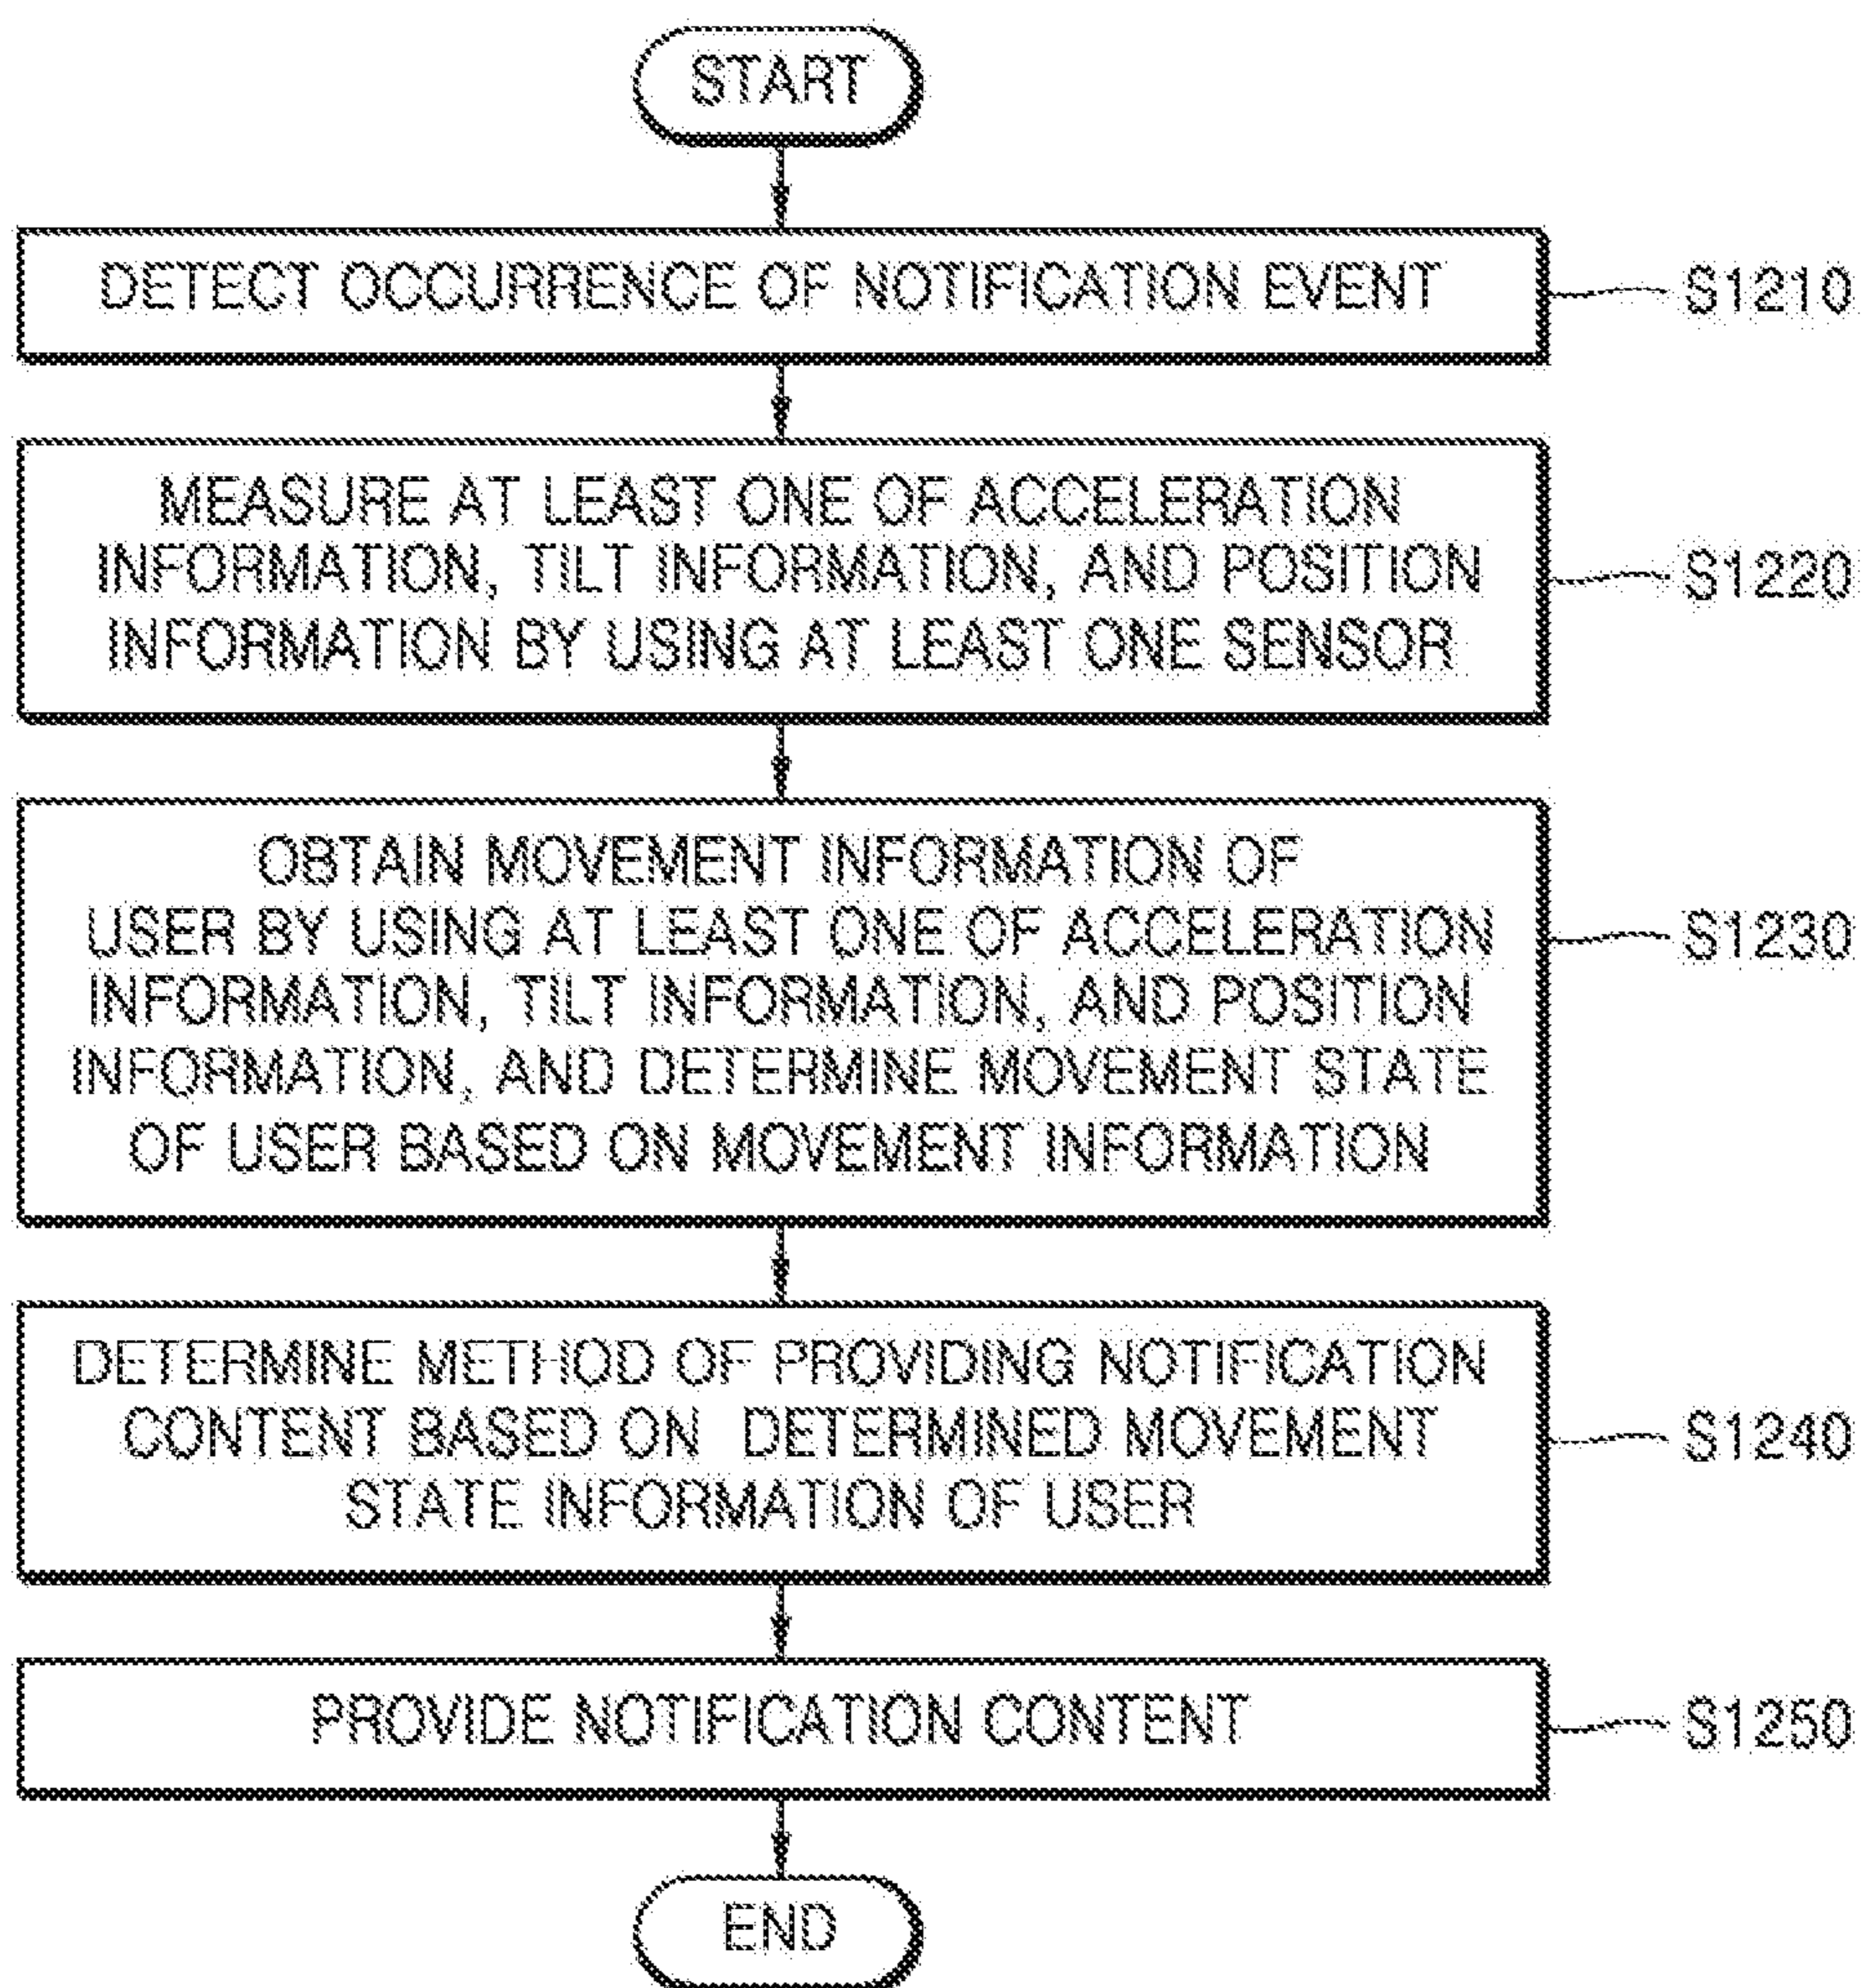 START
DETECT OCCURRENCE OF NOTIFICATION EVENT
S1210
MEASURE AT LEAST ONE OF ACCELERATION
INFORMATION, TILT INFORMATION, AND POSITION
INFORMATION BY USING AT LEAST ONE SENSOR
S1220
OBTAIN MOVEMENT INFORMATION OF
USER BY USING AT LEAST ONE OF ACCELERATION
INFORMATION, TILT INFORMATION, AND POSITION
INFORMATION, AND DETERMINE MOVEMENT STATE
OF USER BASED ON MOVEMENT INFORMATION
S1230
DETERMINE METHOD OF PROVIDING NOTIFICATION
CONTENT BASED ON DETERMINED MOVEMENT
STATE INFORMATION OF USER
S1240
PROVIDE NOTIFICATION CONTENT
S1250
END